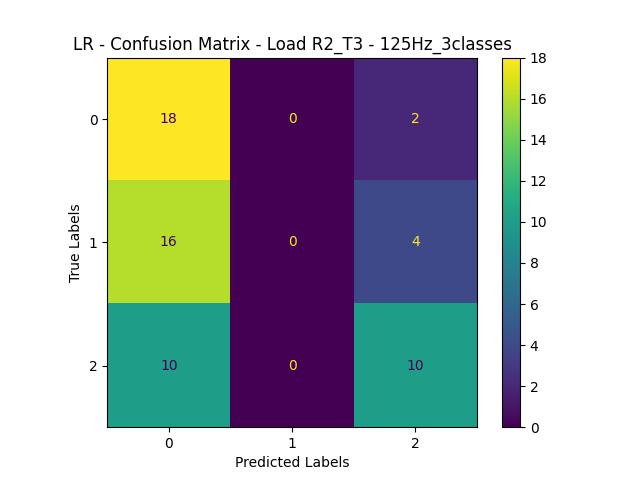 LR - Confusion Matrix - Load R2_T3 - 125Hz_3classes
True Labels
0
1
2
18 0 2
16 0 4
10 0 10
0 1 2
Predicted Labels
18
16
14
12
10
8
6
4
2
0